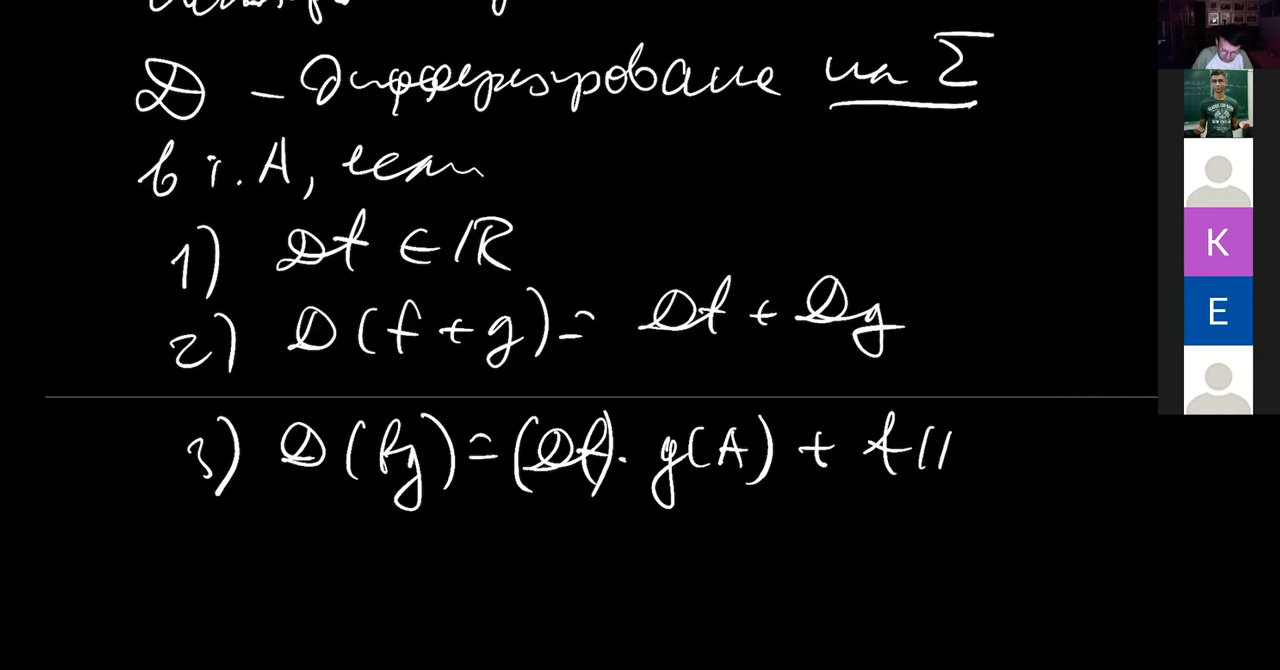 D – дифференцирование на Σ
в т. A, если
1) Df ∈ ℝ
2) D(f+g)= Df + Dg
3) D(fg)=(Df)·g(A) + f(
K
E